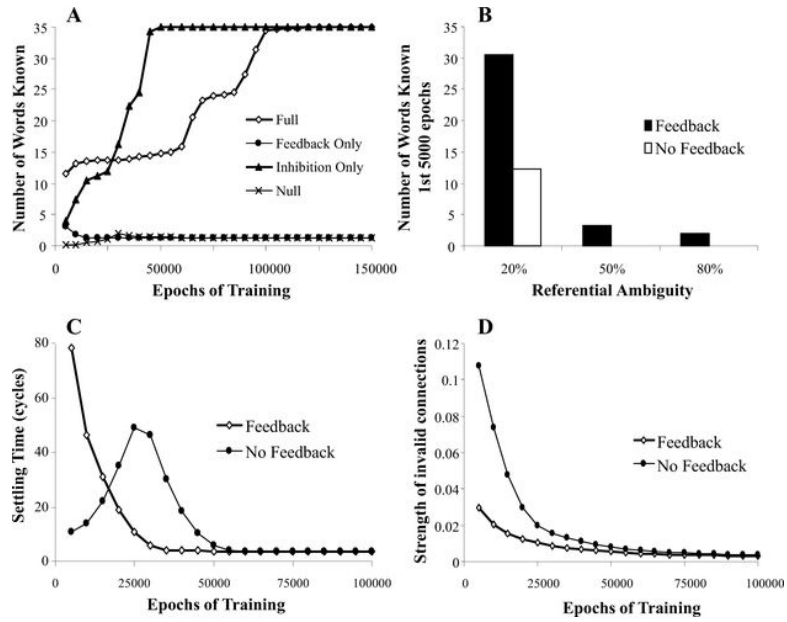 A
Number of Words Known
35
30
25
20
15
10
5
0
Full
Feedback Only
Inhibition Only
Null
0 50000 100000 150000
Epochs of Training
B
Number of Words Known
1st 5000 epochs
35
30
25
20
15
10
5
0
Feedback
No Feedback
20% 50% 80%
Referential Ambiguity
C
Settling Time (cycles)
80
60
40
20
0
Feedback
No Feedback
0 25000 50000 75000 100000
Epochs of Training
D
Strength of invalid connections
0.12
0.1
0.08
0.06
0.04
0.02
0
Feedback
No Feedback
0 25000 50000 75000 100000
Epochs of Training